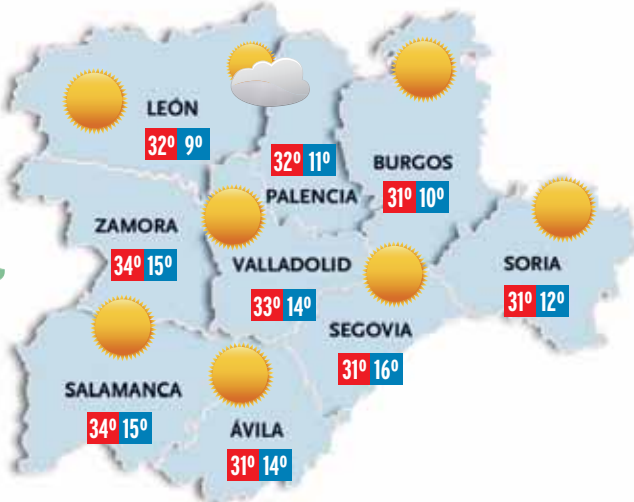 LEÓN
32º 9º
32º 11º
PALENCIA
BURGOS
31º 10º
ZAMORA
34º 15º
VALLADOLID
33º 14º
SORIA
31º 12º
SEGOVIA
31º 16º
SALAMANCA
34º 15º
ÁVILA
31º 14º